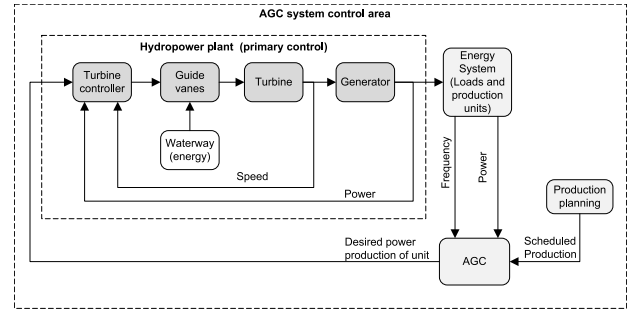 AGC system control area
Hydropower plant (primary control)
Turbine
controller
Guide
vanes
Turbine
Generator
Energy
System
(Loads and
production
units)
Waterway
(energy)
Speed
Power
Frequency
Power
Production
planning
Desired power
production of unit
AGC
Scheduled
Production